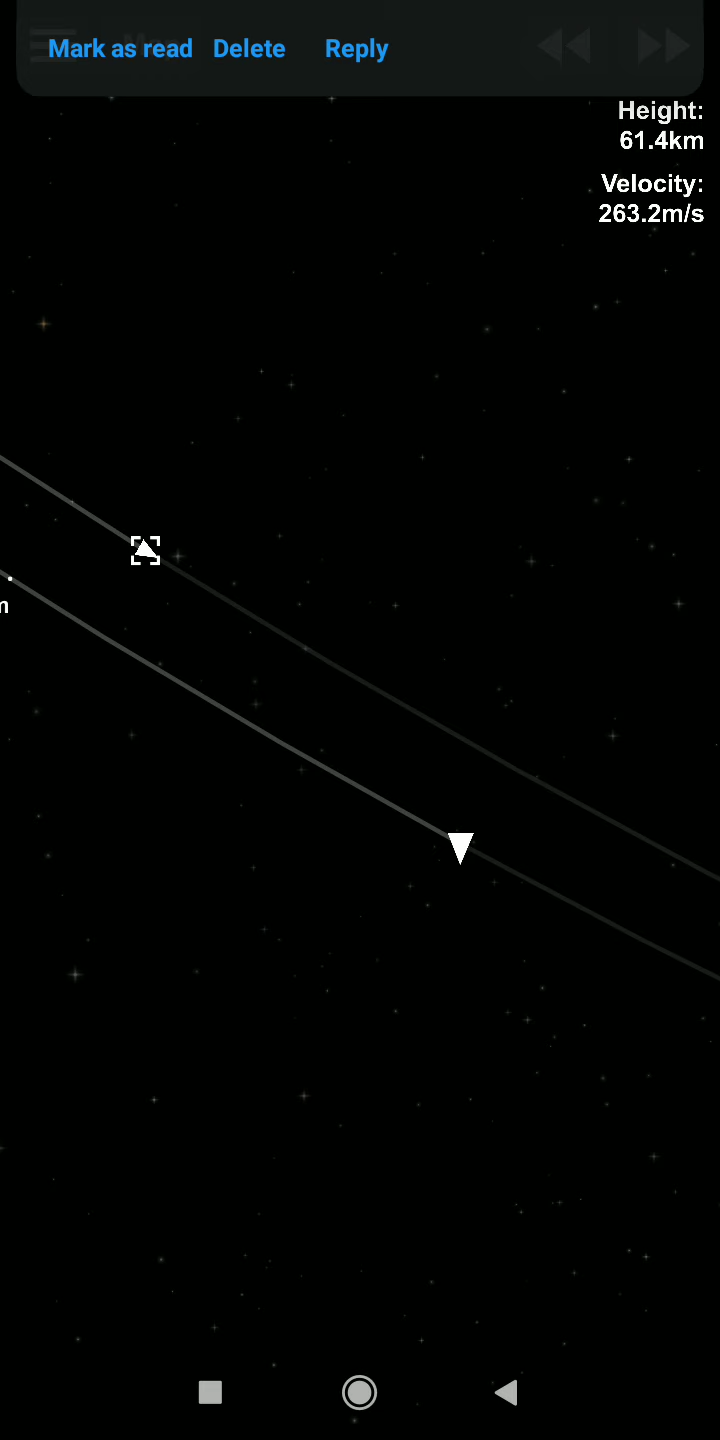 Mark as read Delete Reply
Height:
61.4km
Velocity:
263.2m/s
m